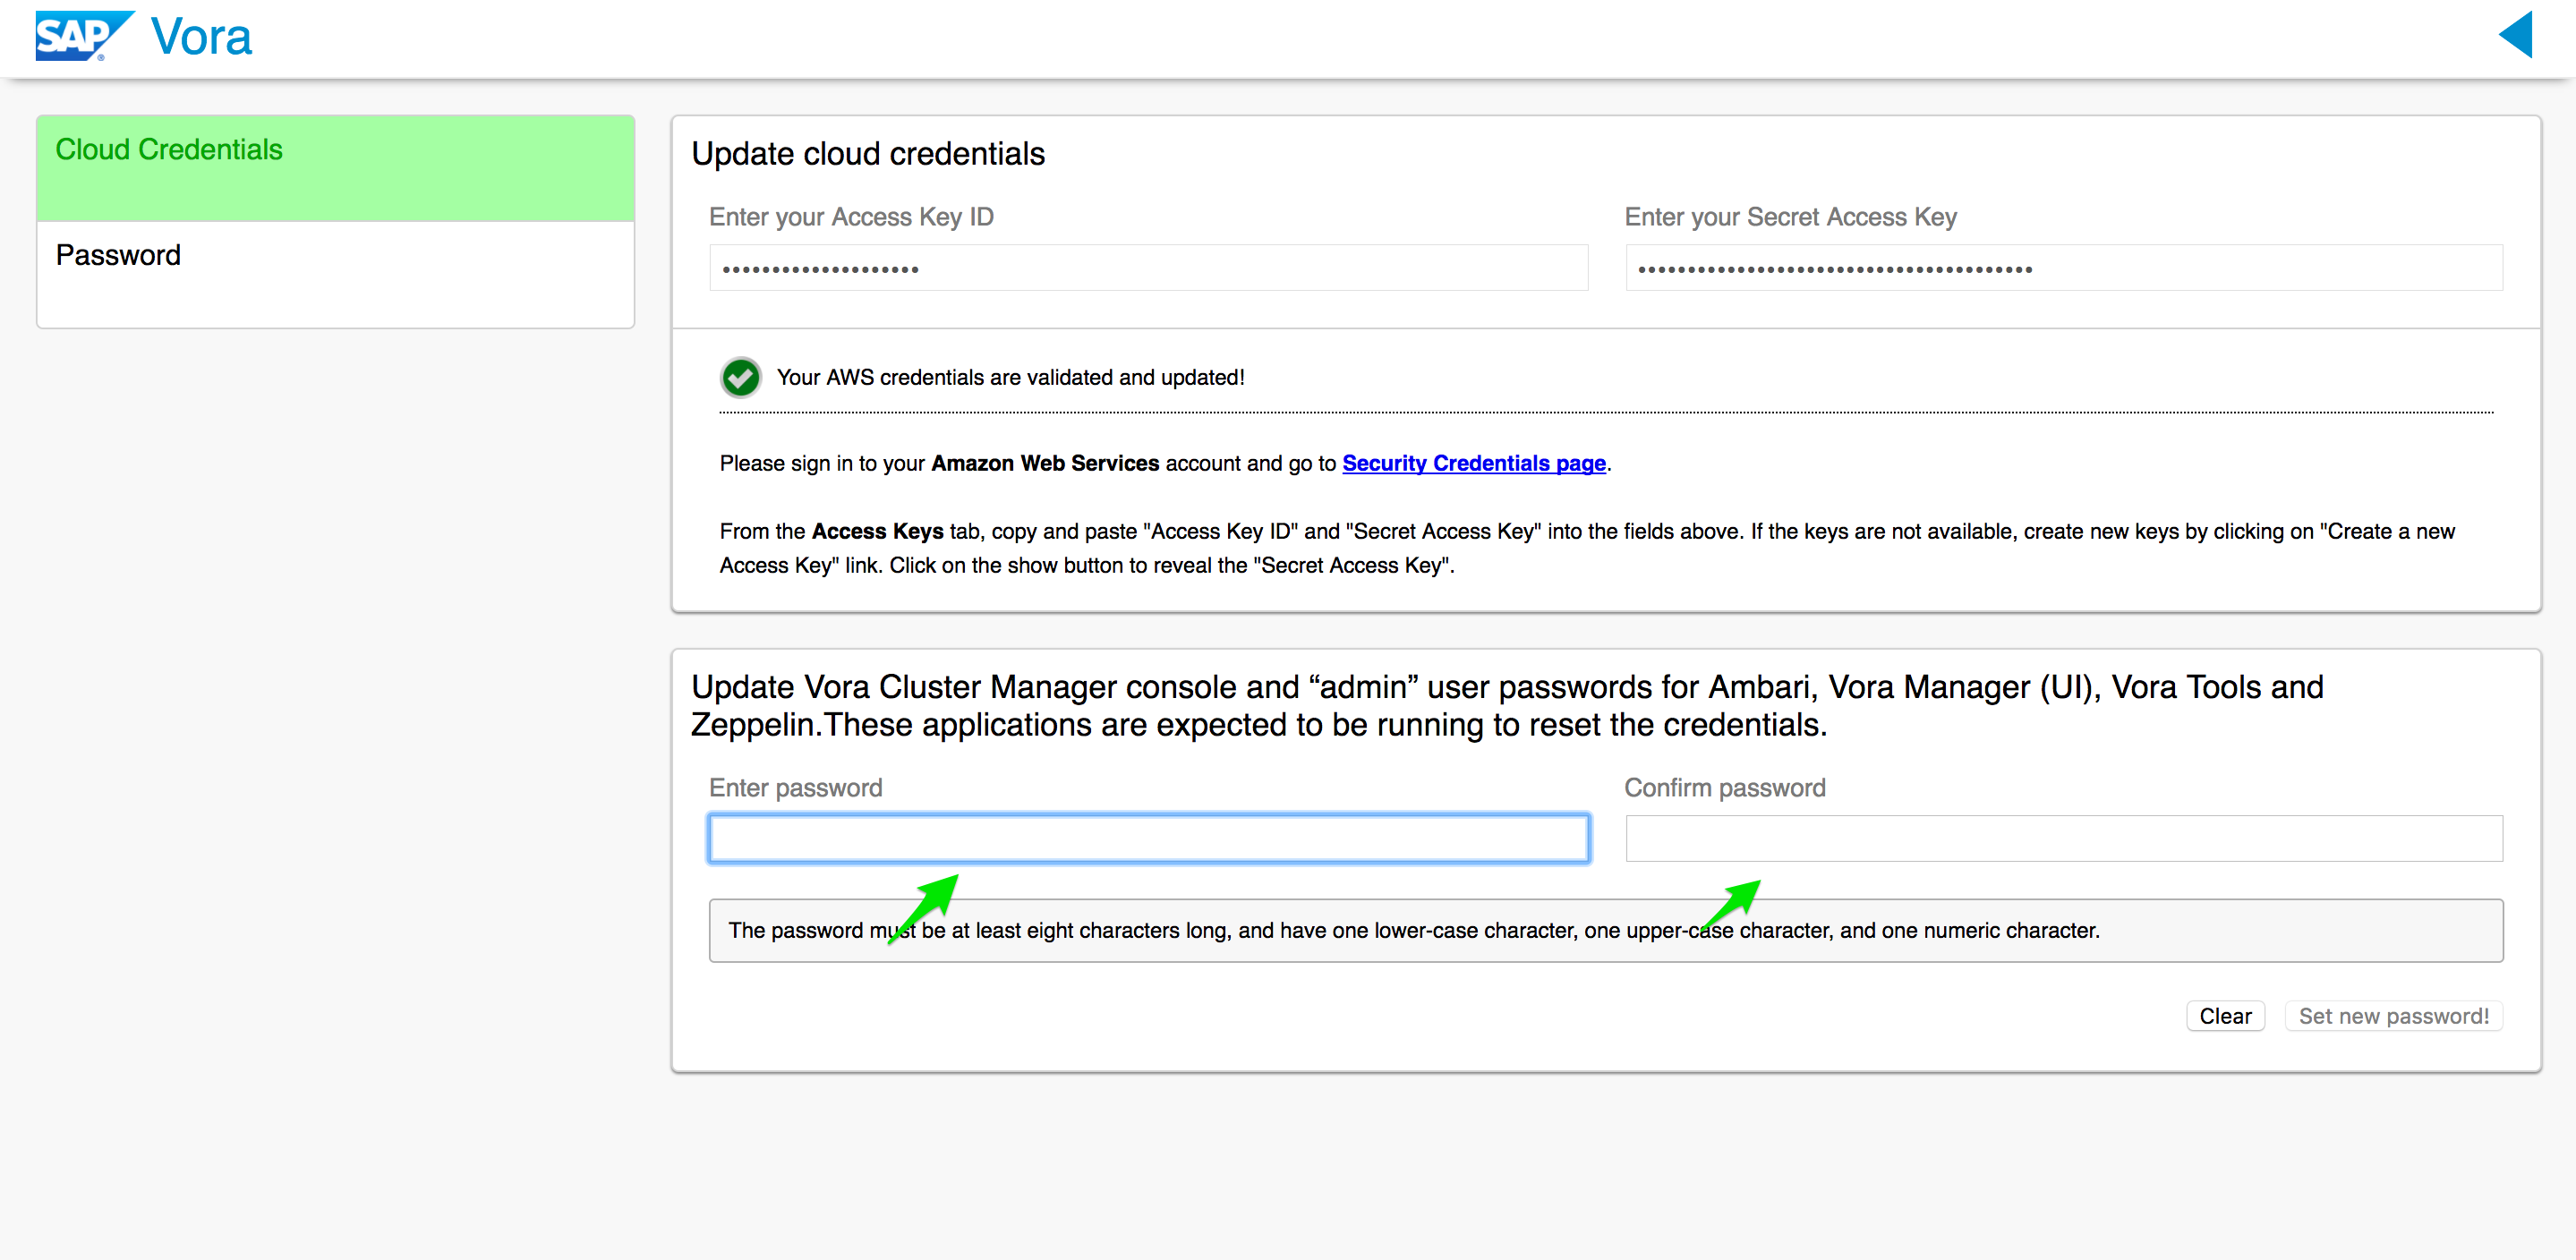 SAP® Vora
Cloud Credentials
Password
Update cloud credentials
Enter your Access Key ID
Enter your Secret Access Key
••••••••••••••••••••
••••••••••••••••••••••••••••••••••••••••
Your AWS credentials are validated and updated!
Please sign in to your Amazon Web Services account and go to Security Credentials page.
From the Access Keys tab, copy and paste "Access Key ID" and "Secret Access Key" into the fields above. If the keys are not available, create new keys by clicking on "Create a new
Access Key" link. Click on the show button to reveal the "Secret Access Key".
Update Vora Cluster Manager console and “admin” user passwords for Ambari, Vora Manager (UI), Vora Tools and
Zeppelin.These applications are expected to be running to reset the credentials.
Enter password
Confirm password
The password must be at least eight characters long, and have one lower-case character, one upper-case character, and one numeric character.
Clear
Set new password!